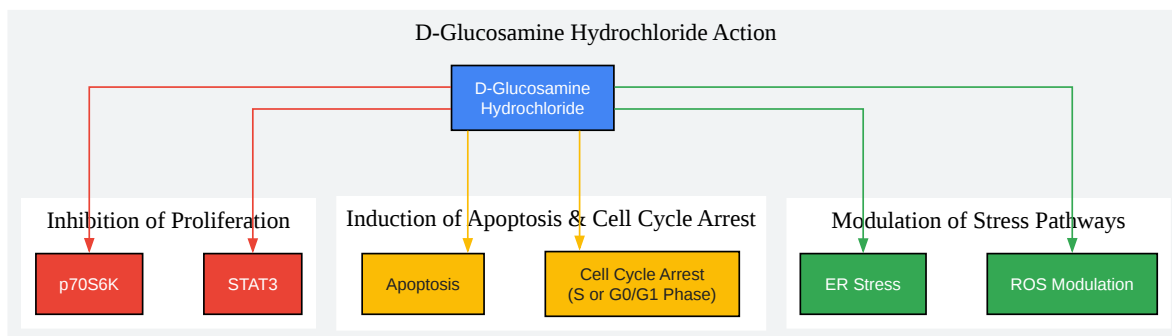 D-Glucosamine Hydrochloride Action
D-Glucosamine
Hydrochloride
Inhibition of Proliferation
Induction of Apoptosis & Cell Cycle Arrest
Modulation of Stress Pathways
p70S6K
STAT3
Apoptosis
Cell Cycle Arrest
(S or G0/G1 Phase)
ER Stress
ROS Modulation